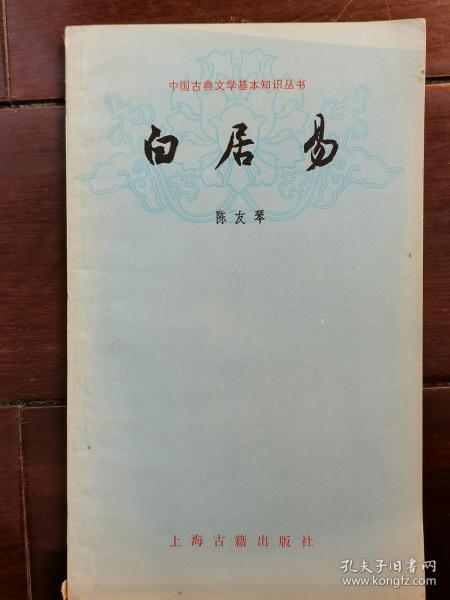 中国古典文学基本知识丛书
白居易
陈友琴
上海古籍出版社
孔夫子旧书网
www.kongfz.com